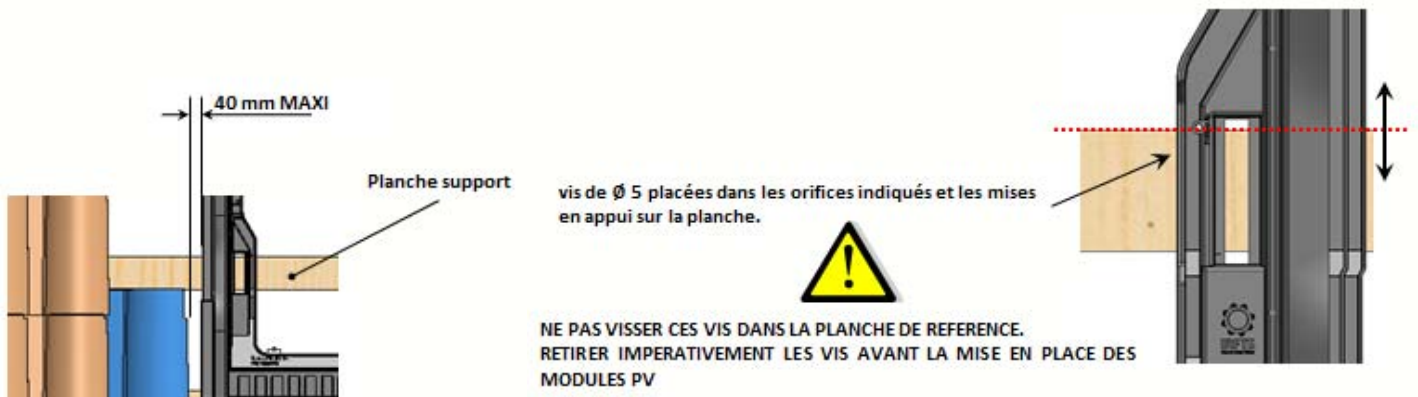 40 mm MAXI
Planche support
vis de Ø 5 placées dans les orifices indiqués et les mises
en appui sur la planche.
NE PAS VISSER CES VIS DANS LA PLANCHE DE REFERENCE.
RETIRER IMPERATIVEMENT LES VIS AVANT LA MISE EN PLACE DES
MODULES PV
IRFTS